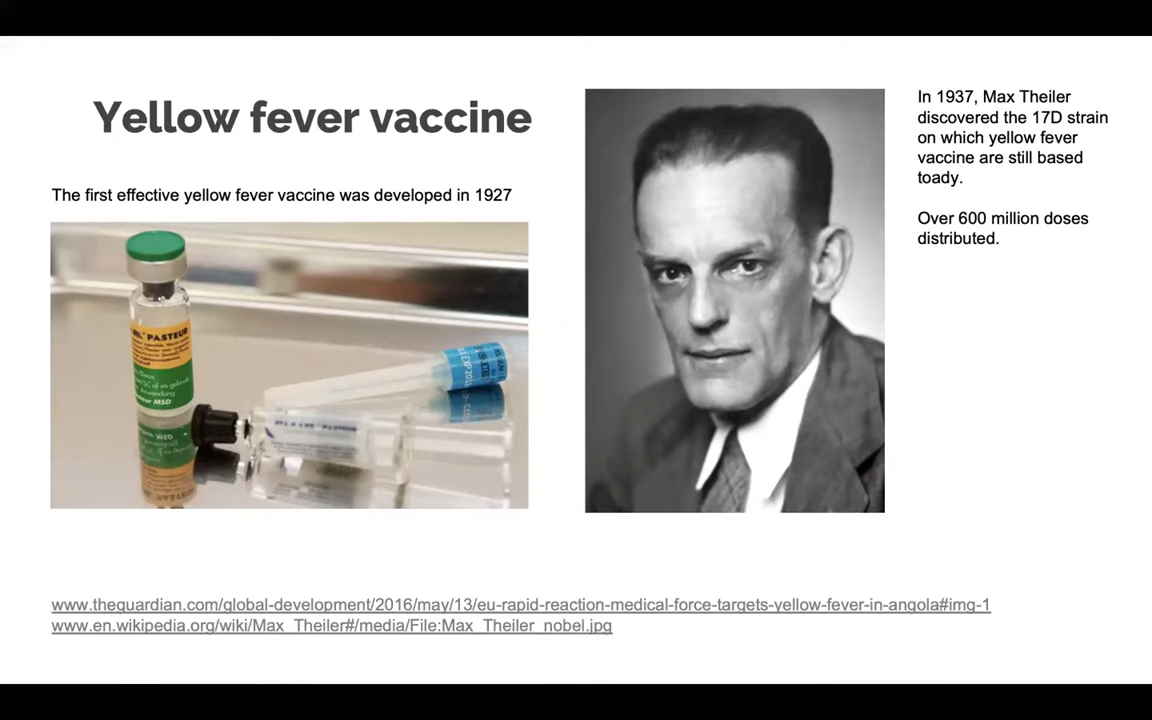 Yellow fever vaccine
The first effective yellow fever vaccine was developed in 1927
PASTEUR
In 1937, Max Theiler
discovered the 17D strain
on which yellow fever
vaccine are still based
toady.
Over 600 million doses
distributed.
www.theguardian.com/global-development/2016/may/13/eu-rapid-reaction-medical-force-targets-yellow-fever-in-angola#img-1
www.en.wikipedia.org/wiki/Max_Theiler#/media/File:Max_Theiler_nobel.jpg